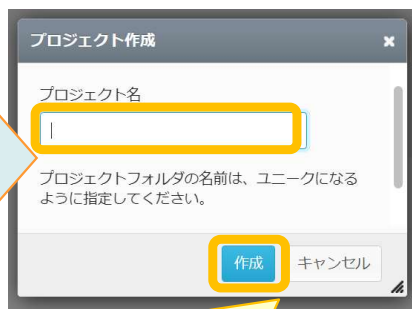 プロジェクト作成
プロジェクト名
プロジェクトフォルダの名前は、ユニークになる
ように指定してください。
作成 キャンセル